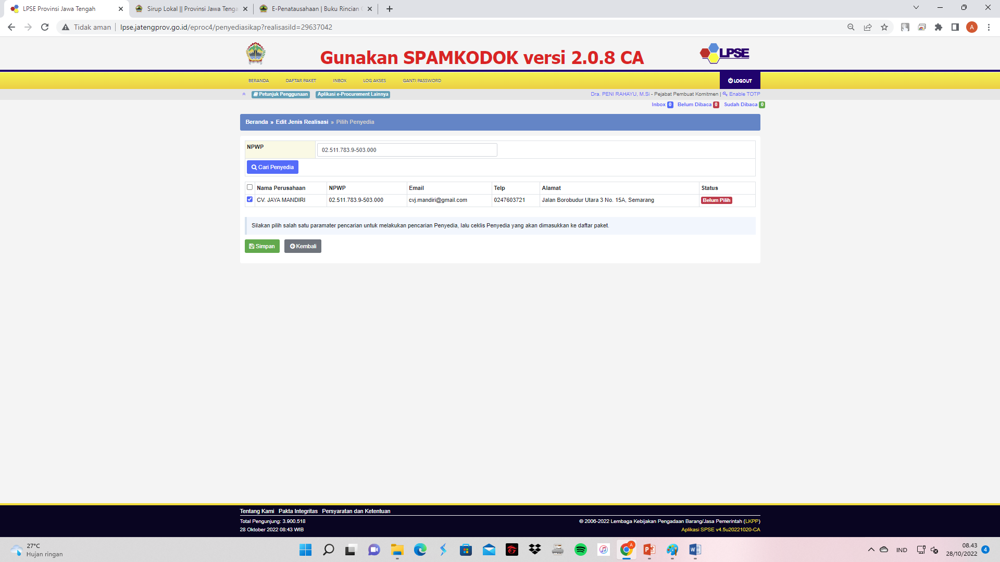 LPSE Provinsi Jawa Tengah
Sirup Lokal || Provinsi Jawa Tenga
E-Penatausahaan | Buku Rincian
Tidak aman
lpse.jatengprov.go.id/eproc4/penyediasikap?realisasiId=29637042
A
Gunakan SPAMKODOK versi 2.0.8 CA
LPSE
BERANDA DAFTAR PAKET INBOX LOG AKSES GANTI PASSWORD
LOGOUT
Petunjuk Penggunaan Aplikasi e-Procurement Lainnya
Dra. PENI RAHAYU, M.Si - Pejabat Pembuat Komitmen | Enable TOTP
Inbox 0 Belum Dibaca 0 Sudah Dibaca 0
Beranda » Edit Jenis Realisasi » Pilih Penyedia
NPWP 02.511.783.9-503.000
Cari Penyedia
Nama Perusahaan NPWP Email Telp Alamat Status
CV. JAYA MANDIRI 02.511.783.9-503.000 cvj.mandiri@gmail.com 0247603721 Jalan Borobudur Utara 3 No. 15A, Semarang Belum Pilih
Silakan pilih salah satu paramater pencarian untuk melakukan pencarian Penyedia, lalu ceklis Penyedia yang akan dimasukkan ke daftar paket.
Simpan Kembali
Tentang Kami Pakta Integritas Persyaratan dan Ketentuan
Total Pengunjung: 3.900.518
© 2006-2022 Lembaga Kebijakan Pengadaan Barang/Jasa Pemerintah (LKPP)
28 Oktober 2022 08:43 WIB
Aplikasi SPSE v4.5u20221020-CA
27°C
Hujan ringan
A
IND
08.43
28/10/2022
4